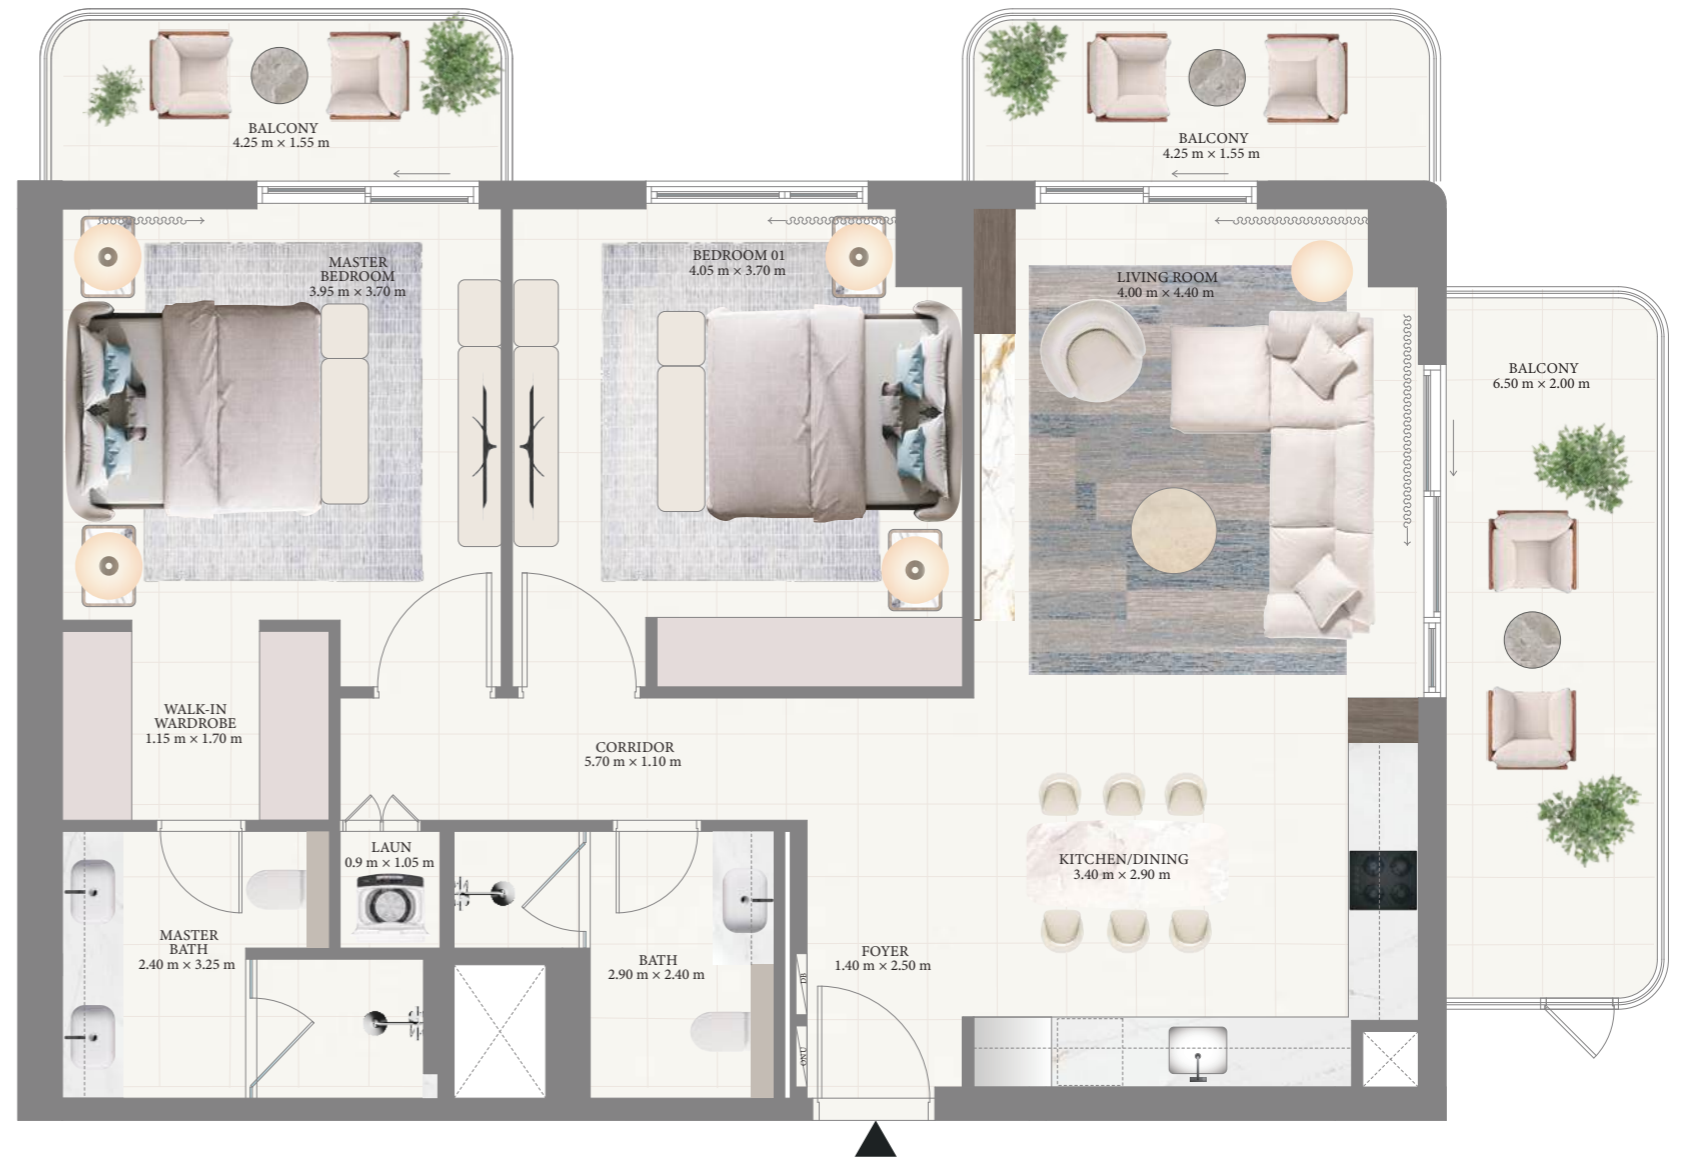 BALCONY
4.25 m × 1.55 m
BALCONY
4.25 m × 1.55 m
MASTER
BEDROOM
3.95 m × 3.70 m
BEDROOM 01
4.05 m × 3.70 m
LIVING ROOM
4.00 m × 4.40 m
BALCONY
6.50 m × 2.00 m
WALK-IN
WARDROBE
1.15 m × 1.70 m
CORRIDOR
5.70 m × 1.10 m
LAUN
0.9 m × 1.05 m
KITCHEN/DINING
3.40 m × 2.90 m
MASTER
BATH
2.40 m × 3.25 m
BATH
2.90 m × 2.40 m
FOYER
1.40 m × 2.50 m
DB
ONU